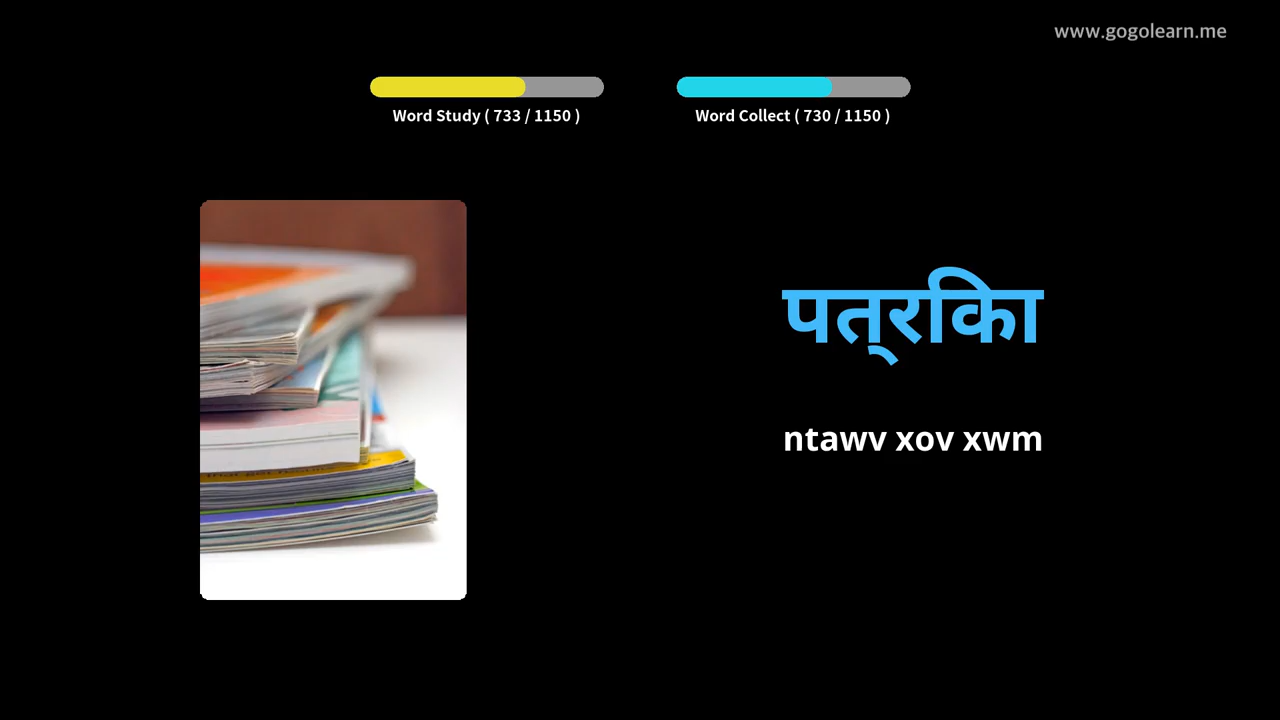 www.gogolearn.me
Word Study ( 733 / 1150 )
Word Collect ( 730 / 1150 )
पत्रिका
ntawv xov xwm